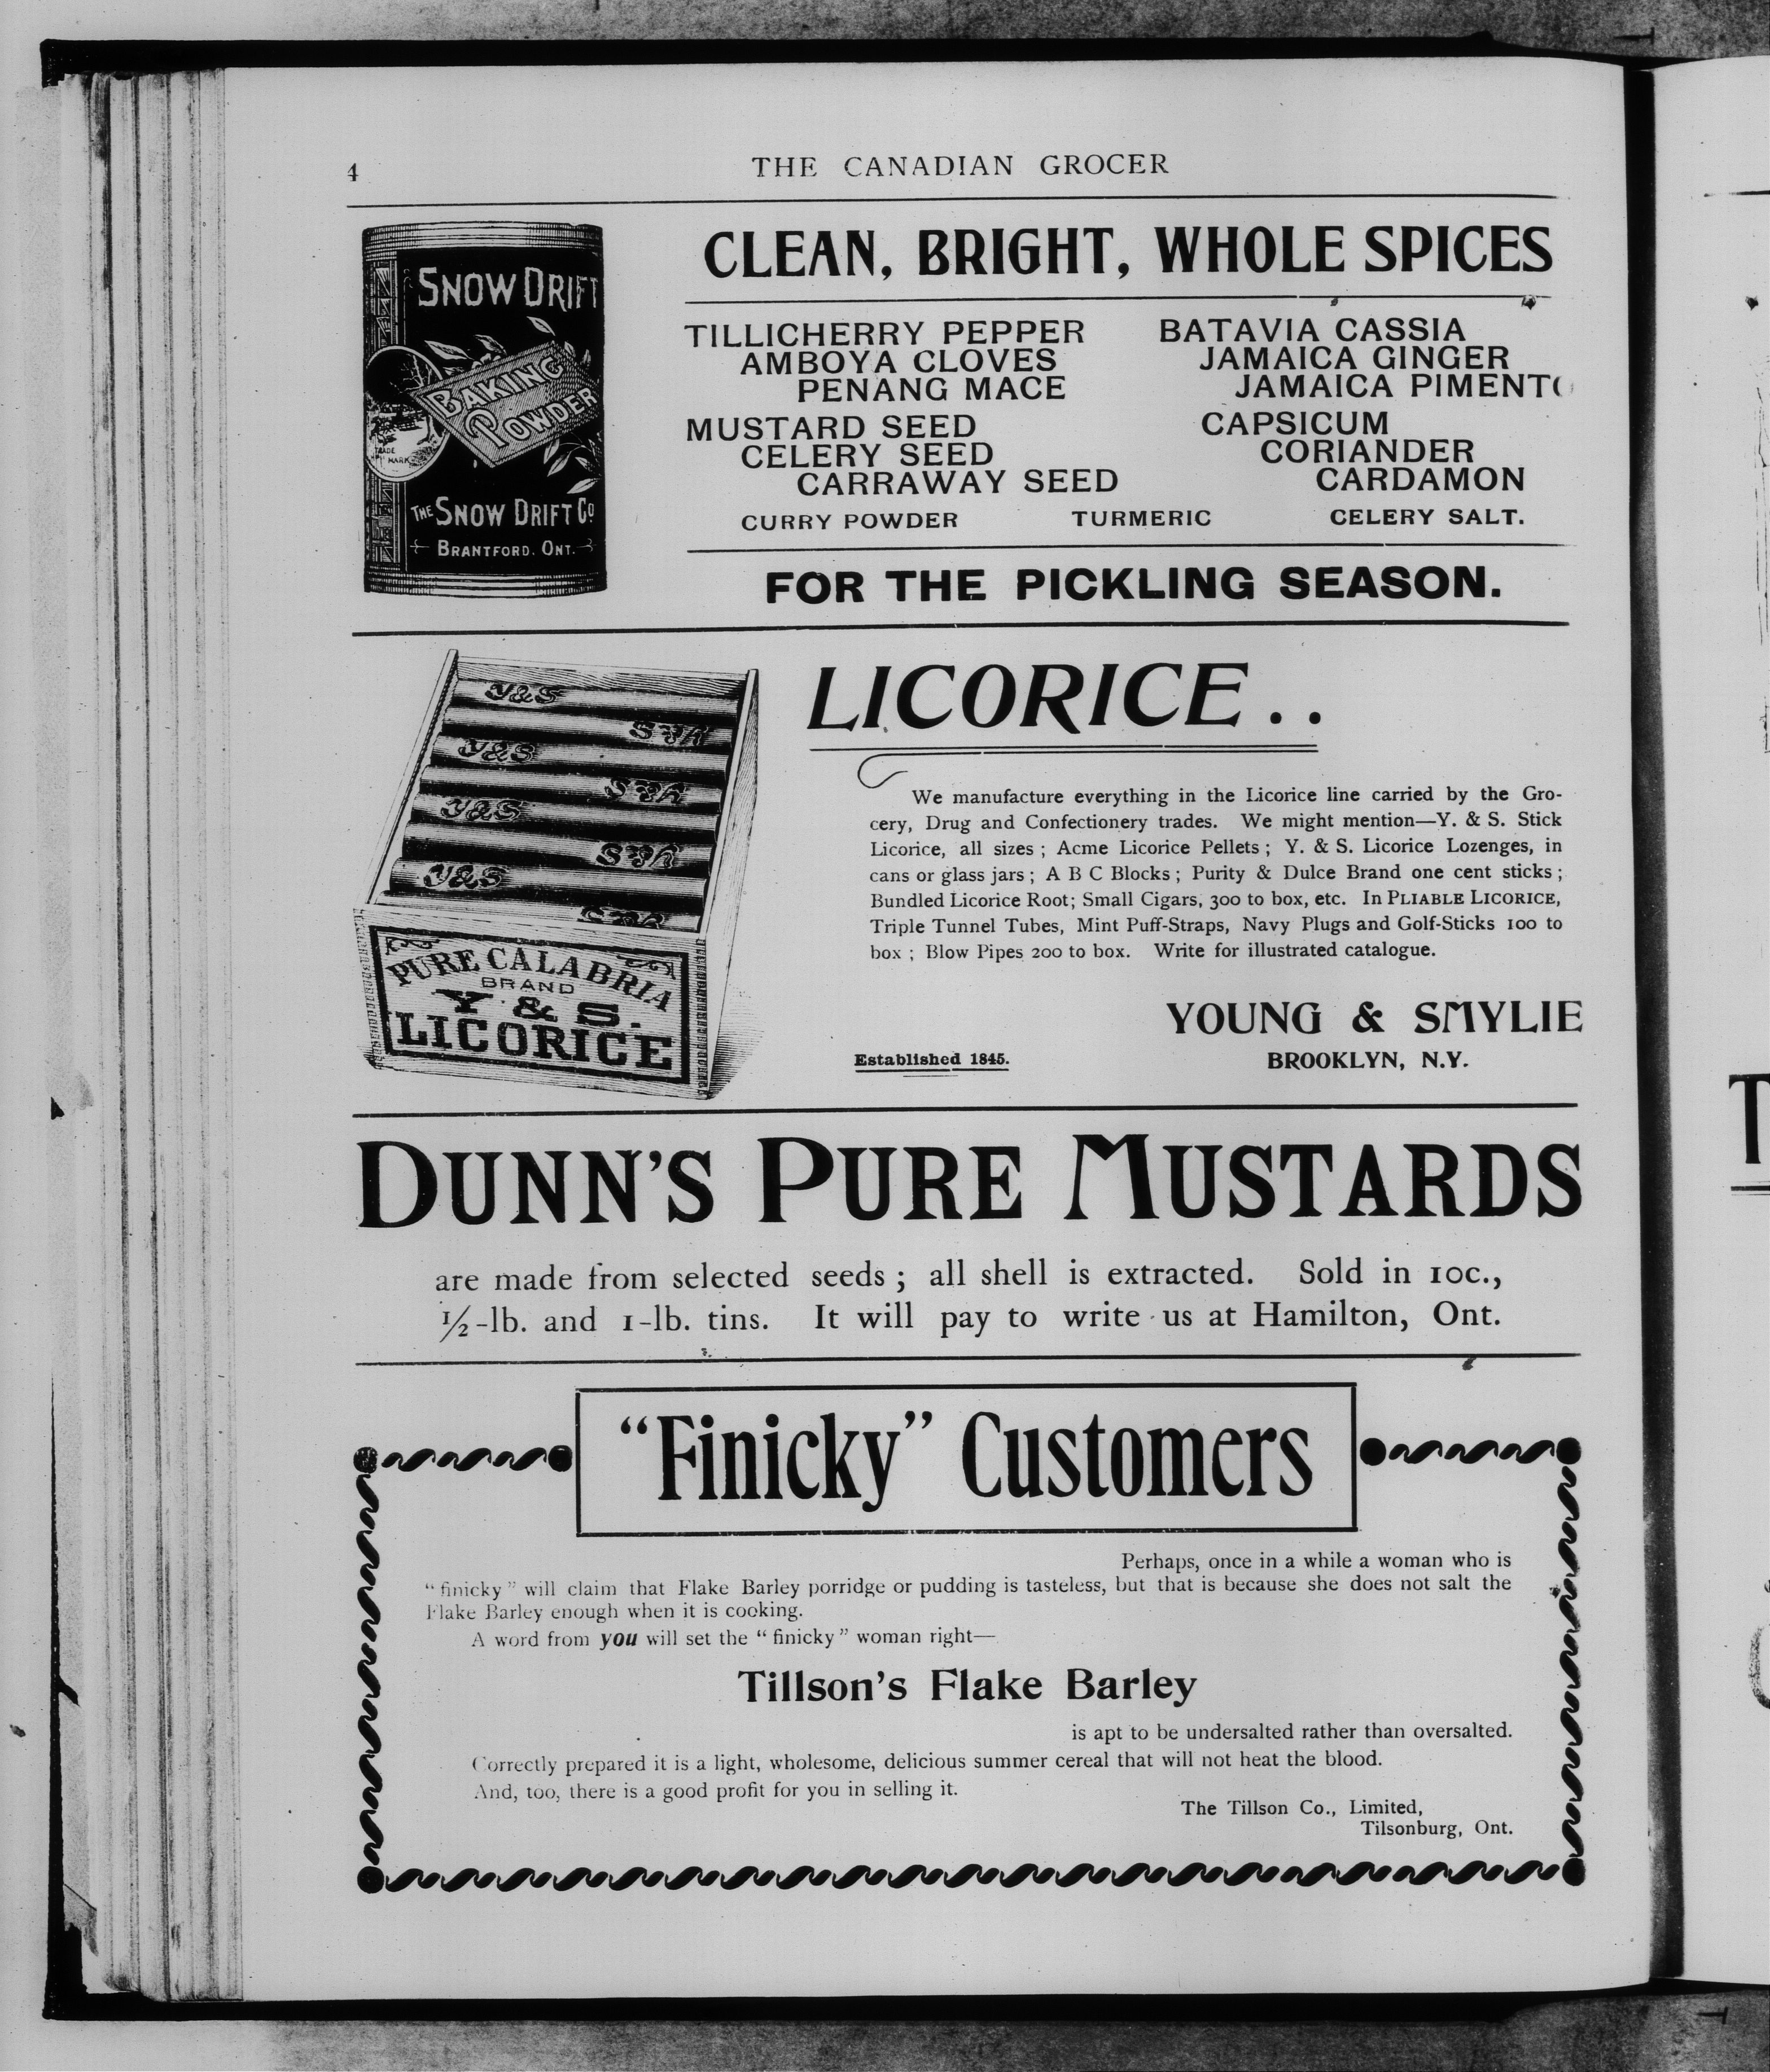 4
THE CANADIAN GROCER
SNOW DRIFT
BAKING
POWDER
TRADE
MARK
THE SNOW DRIFT CO
BRANTFORD. ONT.
CLEAN, BRIGHT, WHOLE SPICES
TILLICHERRY PEPPER
AMBOYA CLOVES
PENANG MACE
MUSTARD SEED
CELERY SEED
CARRAWAY SEED
BATAVIA CASSIA
JAMAICA GINGER
JAMAICA PIMENTO
CAPSICUM
CORIANDER
CARDAMON
CURRY POWDER TURMERIC CELERY SALT.
FOR THE PICKLING SEASON.
Y&S
Y&S
Y&S
Y&S
Y&S
Y&S
Y&S
Y&S
PURE CALABRIA
BRAND
Y & S.
LICORICE
LICORICE..
We manufacture everything in the Licorice line carried by the Gro-
cery, Drug and Confectionery trades. We might mention—Y. & S. Stick
Licorice, all sizes ; Acme Licorice Pellets ; Y. & S. Licorice Lozenges, in
cans or glass jars ; A B C Blocks ; Purity & Dulce Brand one cent sticks ;
Bundled Licorice Root; Small Cigars, 300 to box, etc. In PLIABLE LICORICE,
Triple Tunnel Tubes, Mint Puff-Straps, Navy Plugs and Golf-Sticks 100 to
box ; Blow Pipes 200 to box. Write for illustrated catalogue.
YOUNG & SMYLIE
Established 1845.
BROOKLYN, N.Y.
DUNN'S PURE MUSTARDS
are made from selected seeds ; all shell is extracted. Sold in 10c.,
½-lb. and 1-lb. tins. It will pay to write us at Hamilton, Ont.
"Finicky" Customers
Perhaps, once in a while a woman who is
"finicky" will claim that Flake Barley porridge or pudding is tasteless, but that is because she does not salt the
Flake Barley enough when it is cooking.
A word from you will set the "finicky" woman right—
Tillson's Flake Barley
is apt to be undersalted rather than oversalted.
Correctly prepared it is a light, wholesome, delicious summer cereal that will not heat the blood.
And, too, there is a good profit for you in selling it.
The Tillson Co., Limited,
Tilsonburg, Ont.
T